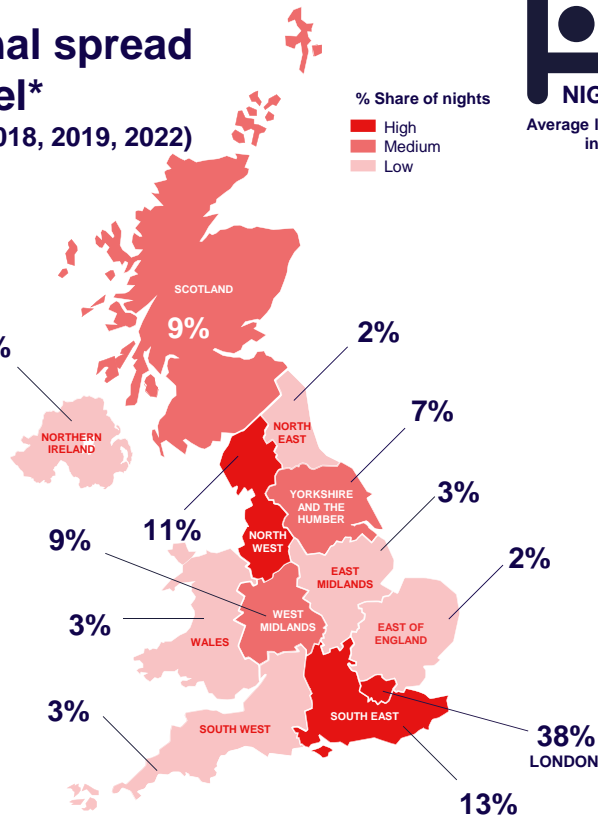 nal spread
el*
018, 2019, 2022)
% Share of nights
High
Medium
Low
NIG
Average l
in
SCOTLAND
9%
%
2%
NORTHERN
IRELAND
NORTH
EAST
7%
YORKSHIRE
AND THE
HUMBER
3%
11%
NORTH
WEST
9%
EAST
MIDLANDS
2%
WEST
MIDLANDS
3%
WALES
EAST OF
ENGLAND
3%
SOUTH WEST
SOUTH EAST
38%
LONDON
13%